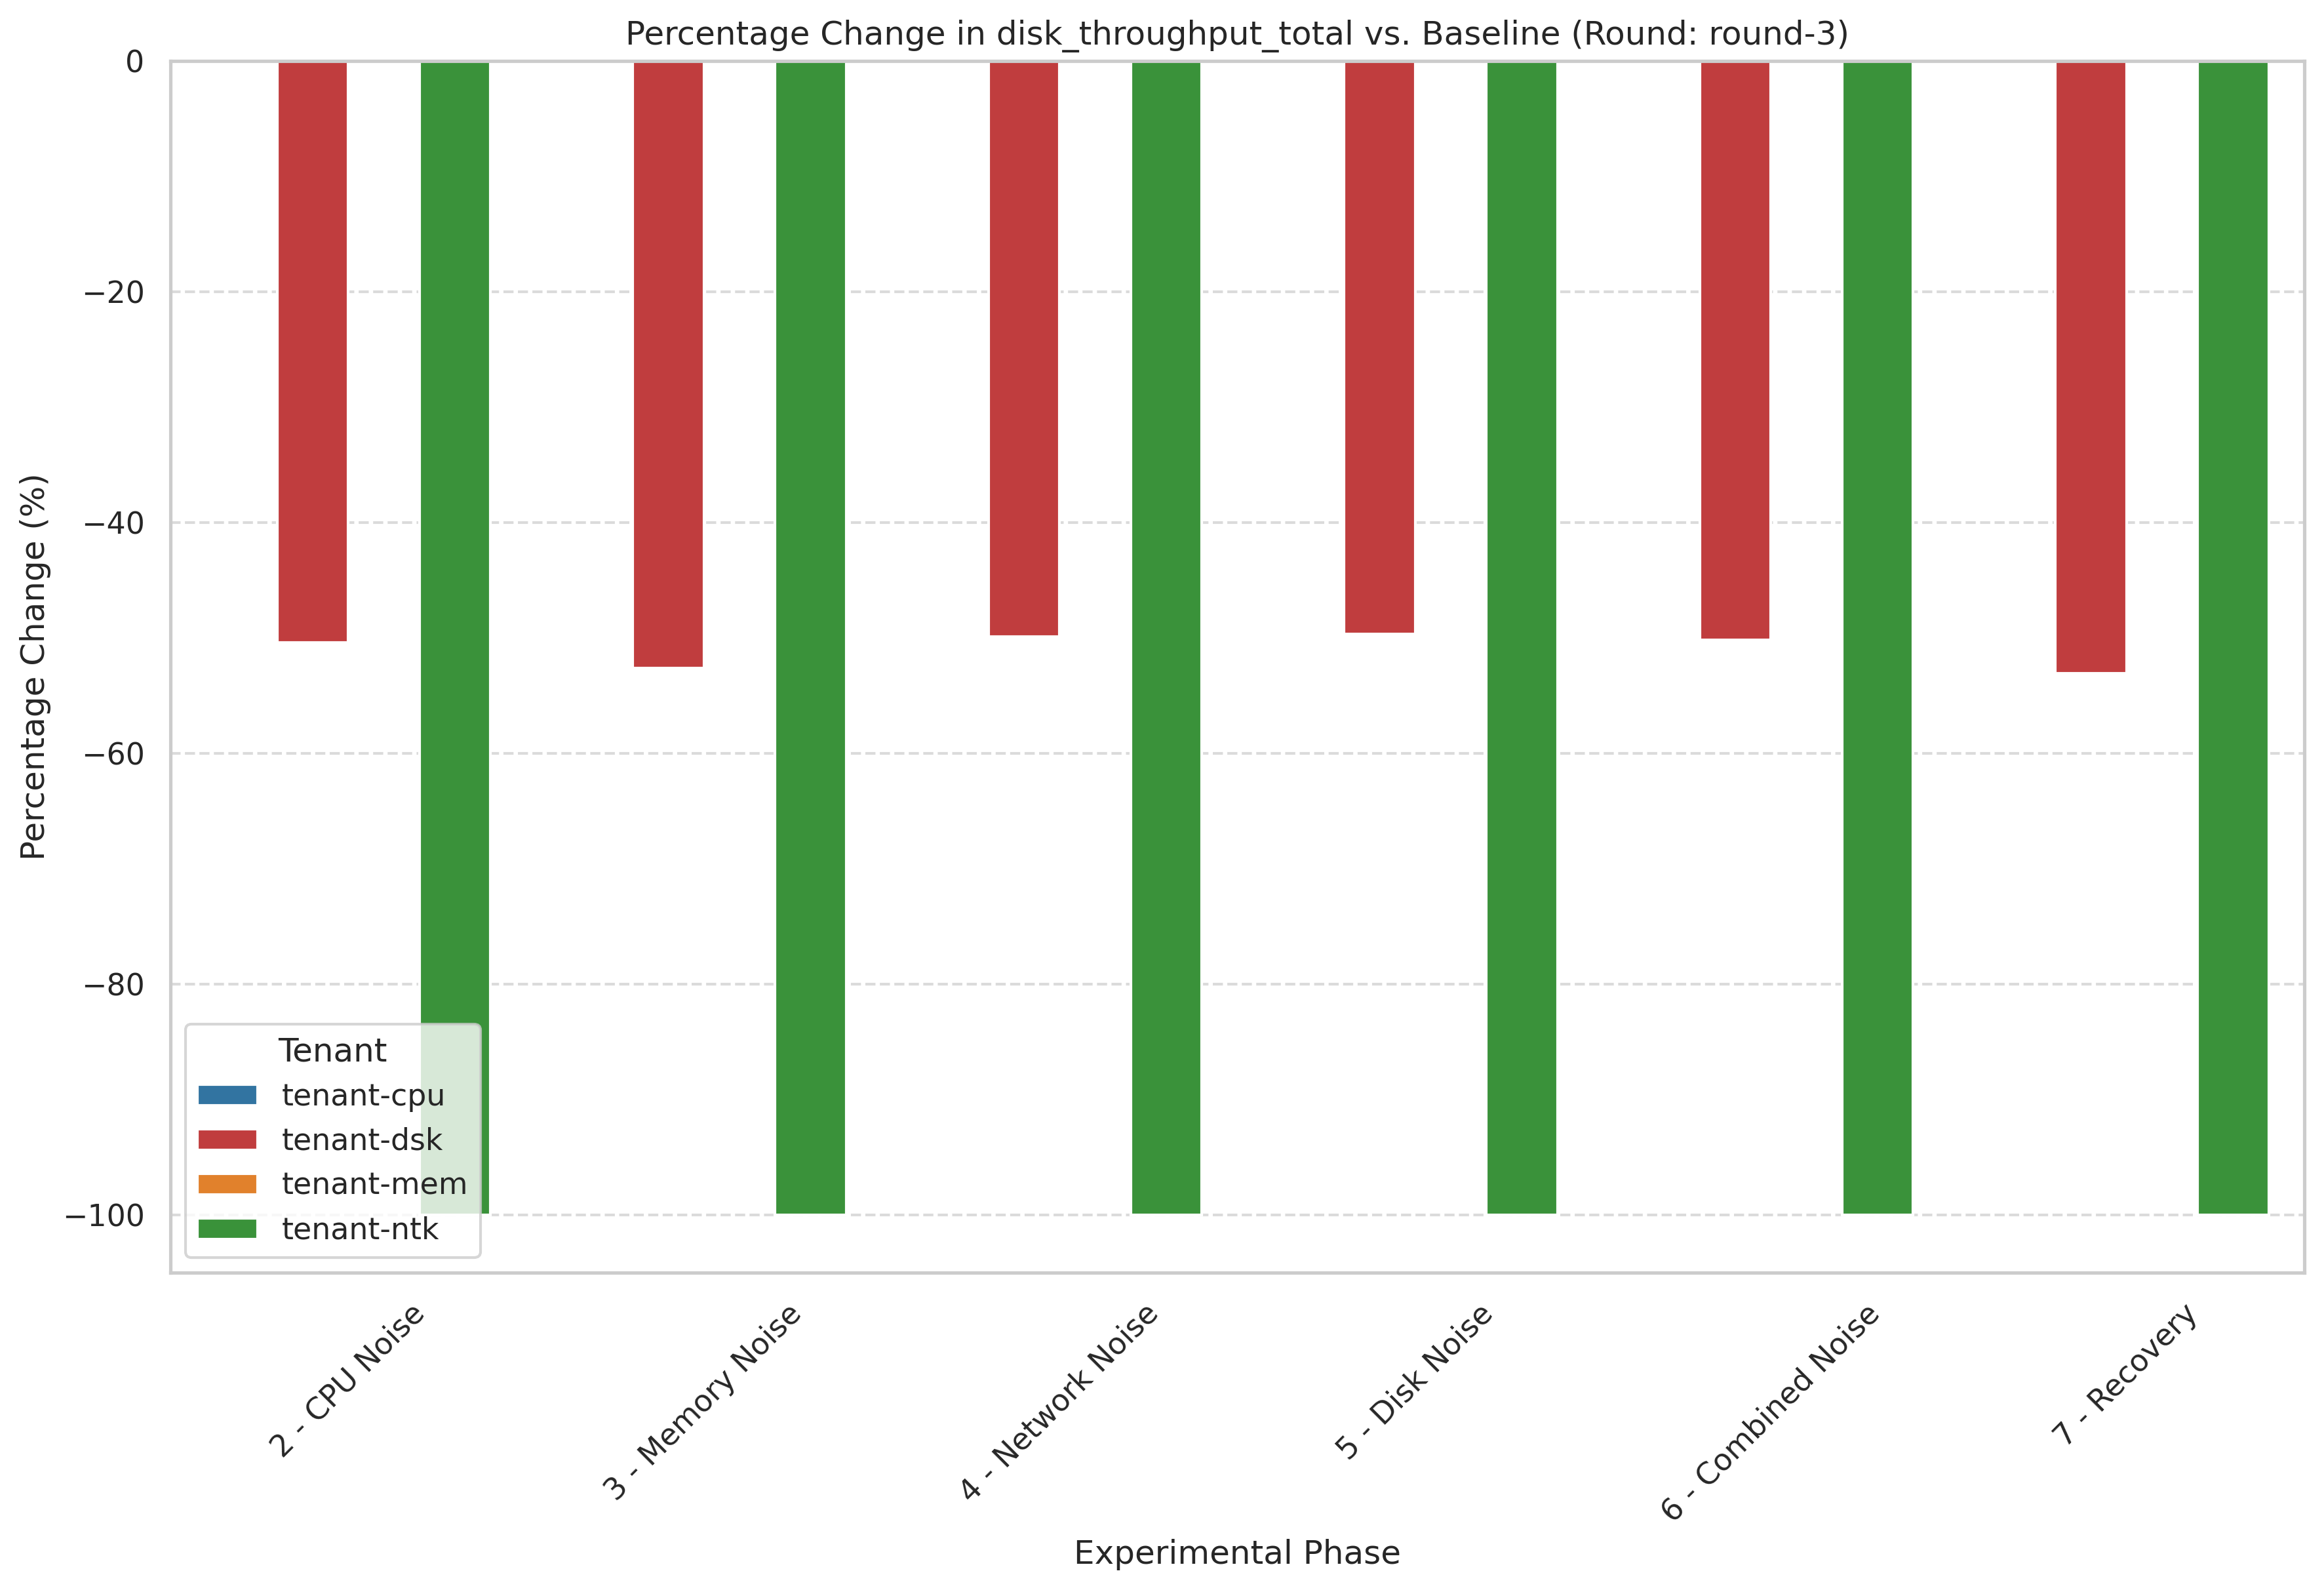 Percentage Change in disk_throughput_total vs. Baseline (Round: round-3)
Percentage Change (%)
0
−20
−40
−60
−80
−100
Tenant
tenant-cpu
tenant-dsk
tenant-mem
tenant-ntk
2 - CPU Noise
3 - Memory Noise
4 - Network Noise
5 - Disk Noise
6 - Combined Noise
7 - Recovery
Experimental Phase